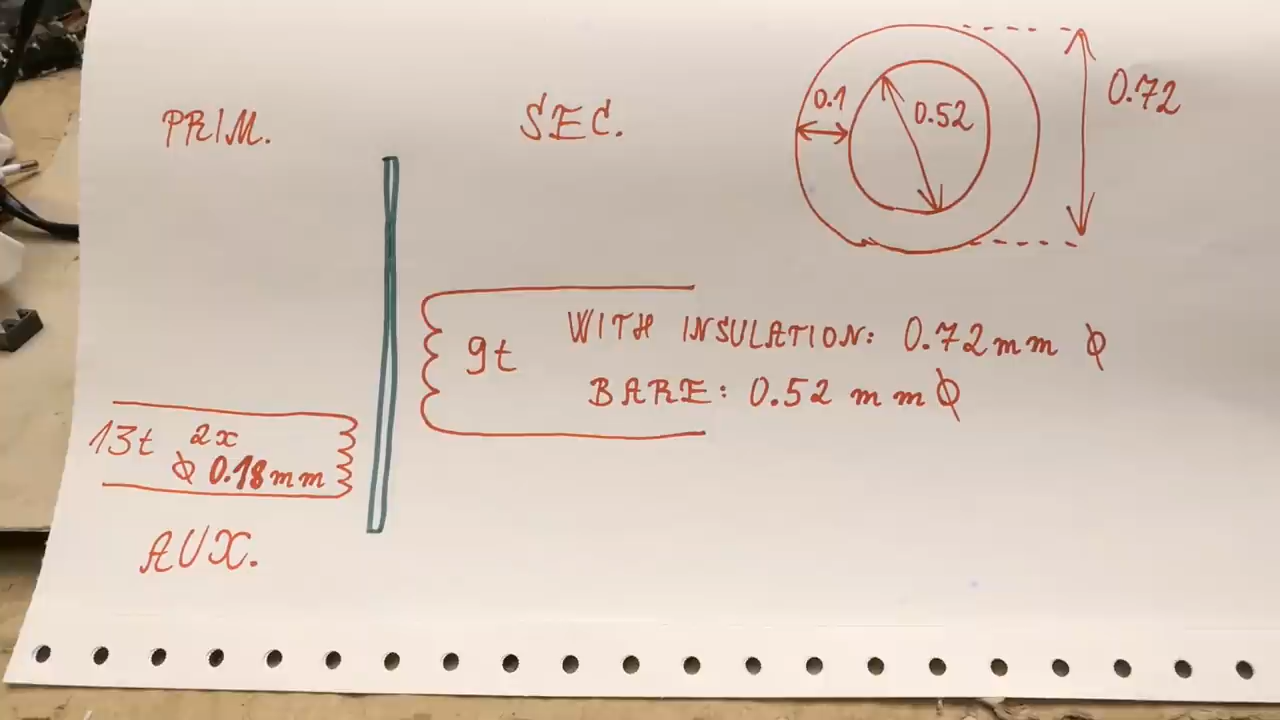 PRIM.
SEC.
0.1
0.52
0.72
9t
WITH INSULATION: 0.72mm ϕ
BARE: 0.52 mm ϕ
13t 2x
ϕ 0.18mm
AUX.